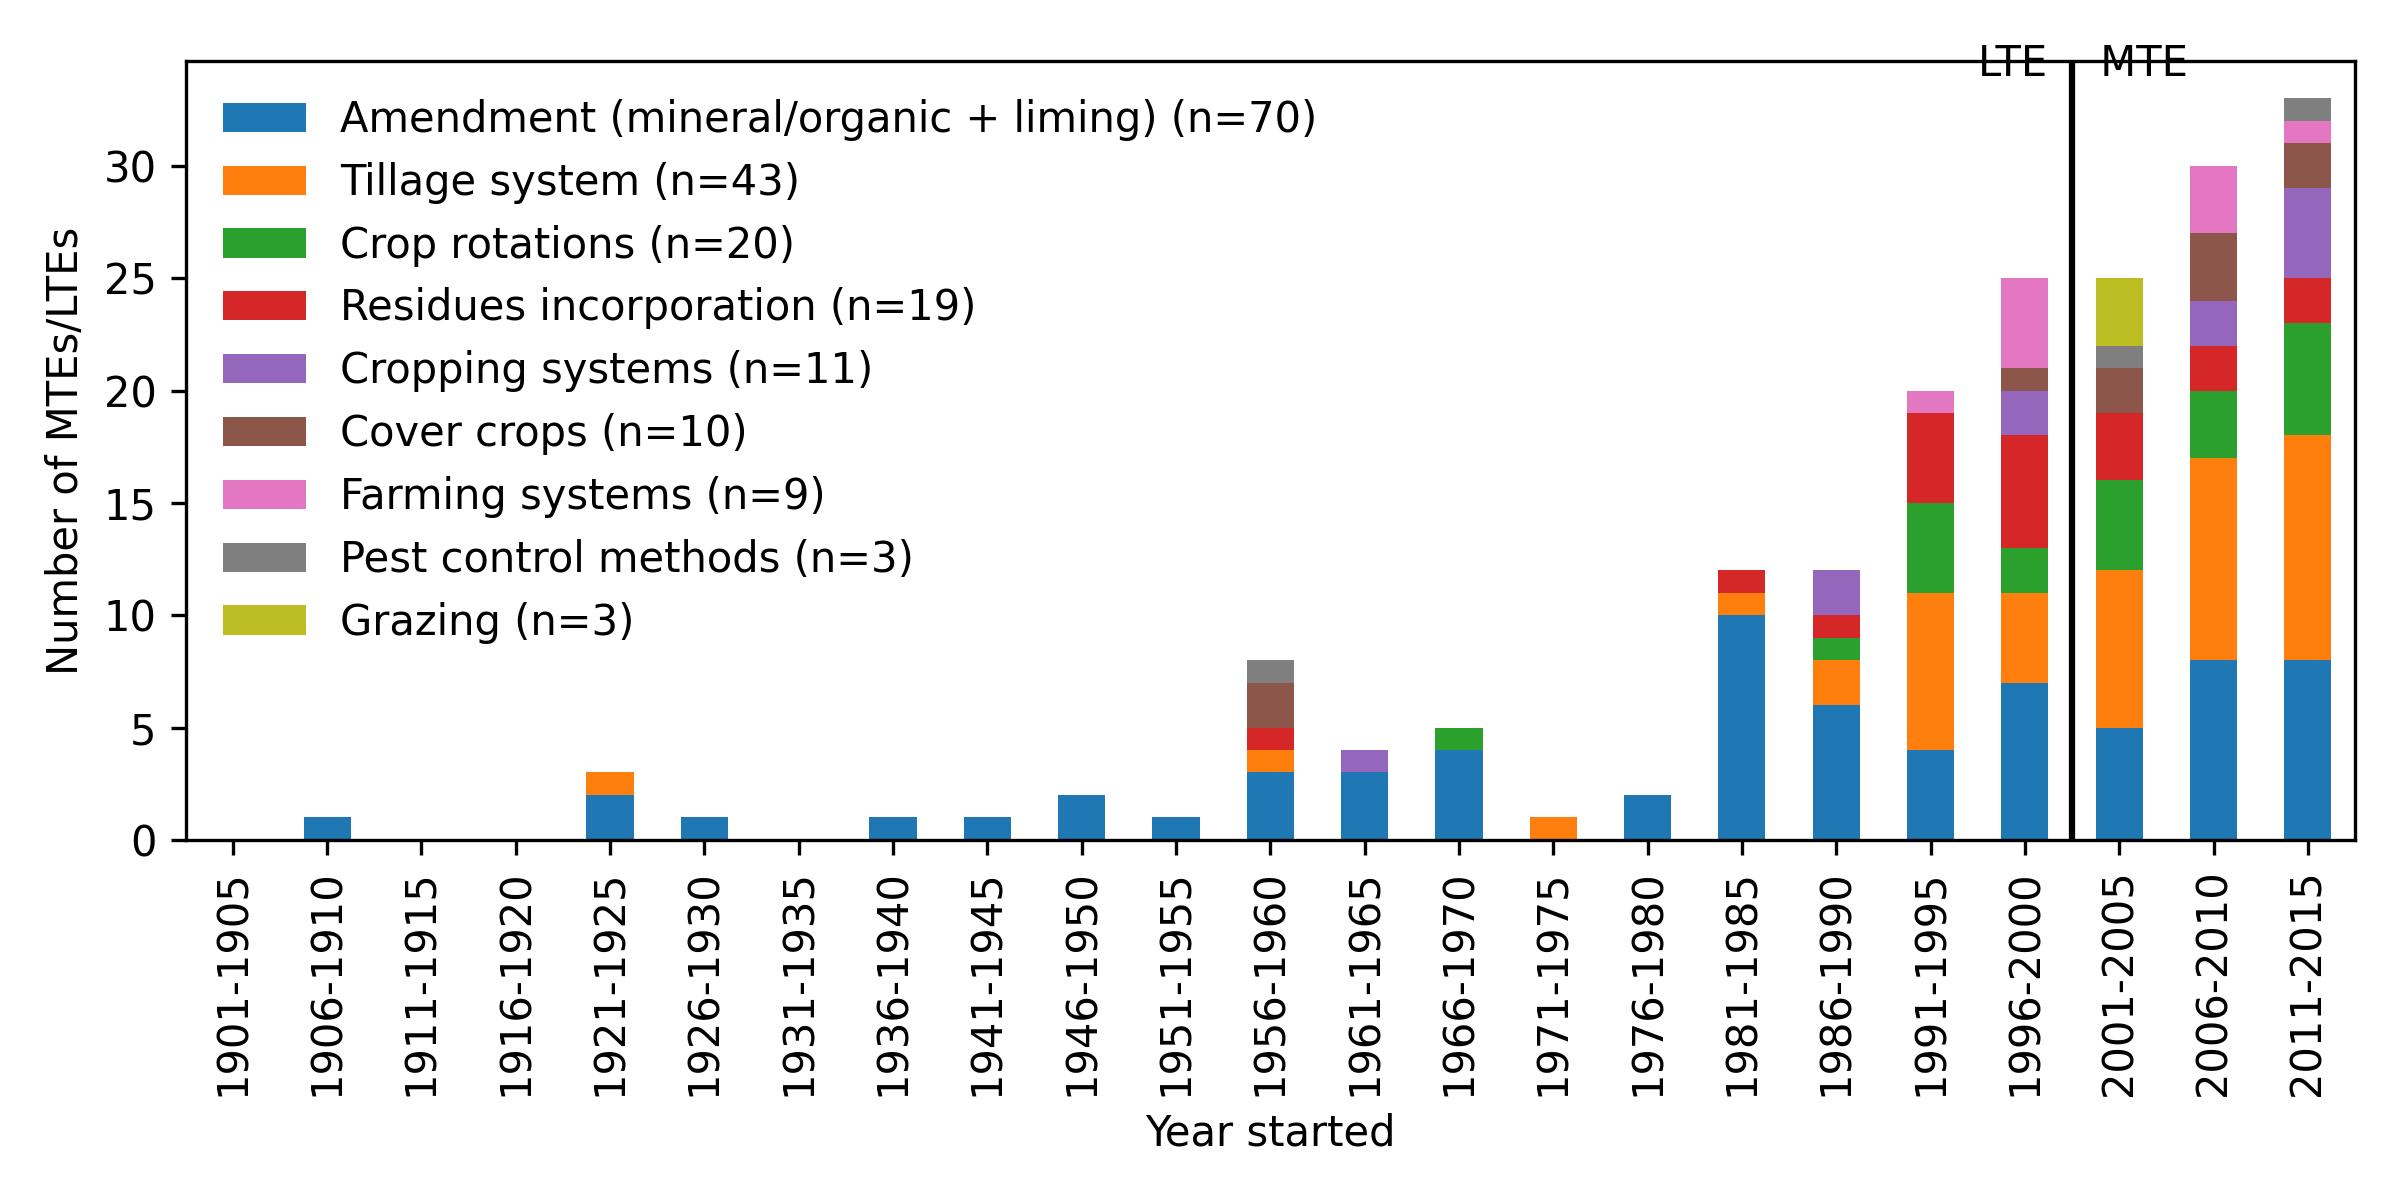 LTE MTE
Amendment (mineral/organic + liming) (n=70)
Tillage system (n=43)
Crop rotations (n=20)
Residues incorporation (n=19)
Cropping systems (n=11)
Cover crops (n=10)
Farming systems (n=9)
Pest control methods (n=3)
Grazing (n=3)
Number of MTEs/LTEs
30
25
20
15
10
5
0
1901-1905
1906-1910
1911-1915
1916-1920
1921-1925
1926-1930
1931-1935
1936-1940
1941-1945
1946-1950
1951-1955
1956-1960
1961-1965
1966-1970
1971-1975
1976-1980
1981-1985
1986-1990
1991-1995
1996-2000
2001-2005
2006-2010
2011-2015
Year started